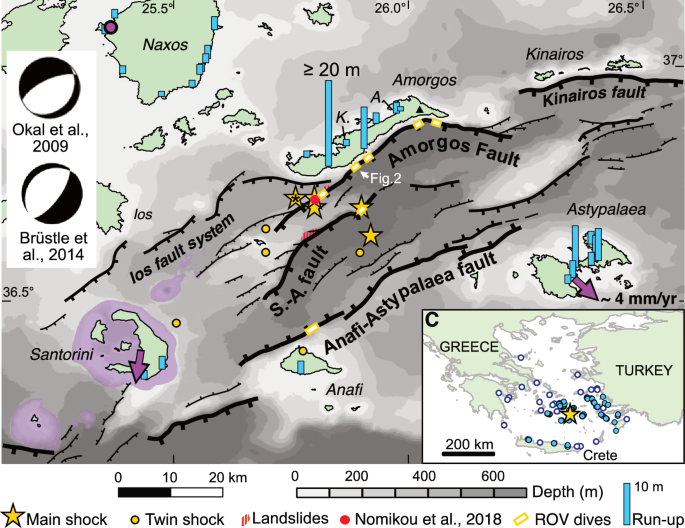 25.5°
26.0°
26.5°
37°
Naxos
Kinairos
Kinairos fault
≥ 20 m
Amorgos
A.
K.
Amorgos Fault
Fig.2
Okal et al.,
2009
Brüstle et
al., 2014
Ios
Ios fault system
S.-A. fault
Anafi-Astypalaea fault
Astypalaea
~ 4 mm/yr
36.5°
Santorini
Anafi
C
GREECE
TURKEY
200 km
Crete
0 10 20 km
0 200 400 600 Depth (m)
10 m
Main shock Twin shock Landslides Nomikou et al., 2018 ROV dives Run-up